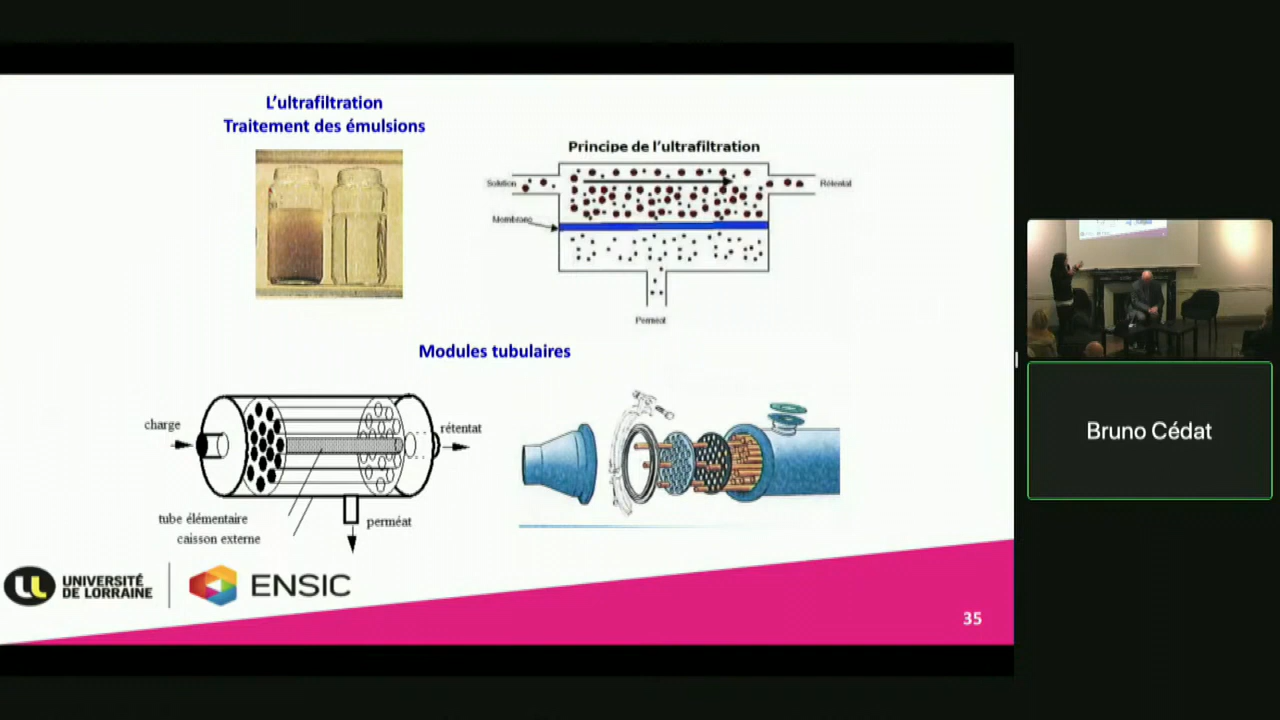 L'ultrafiltration
Traitement des émulsions
Principe de l'ultrafiltration
Solution
Rétentat
Membrane
Perméat
Modules tubulaires
charge
rétentat
tube élémentaire
caisson externe
perméat
UNIVERSITÉ
DE LORRAINE
ENSIC
35
Bruno Cédat